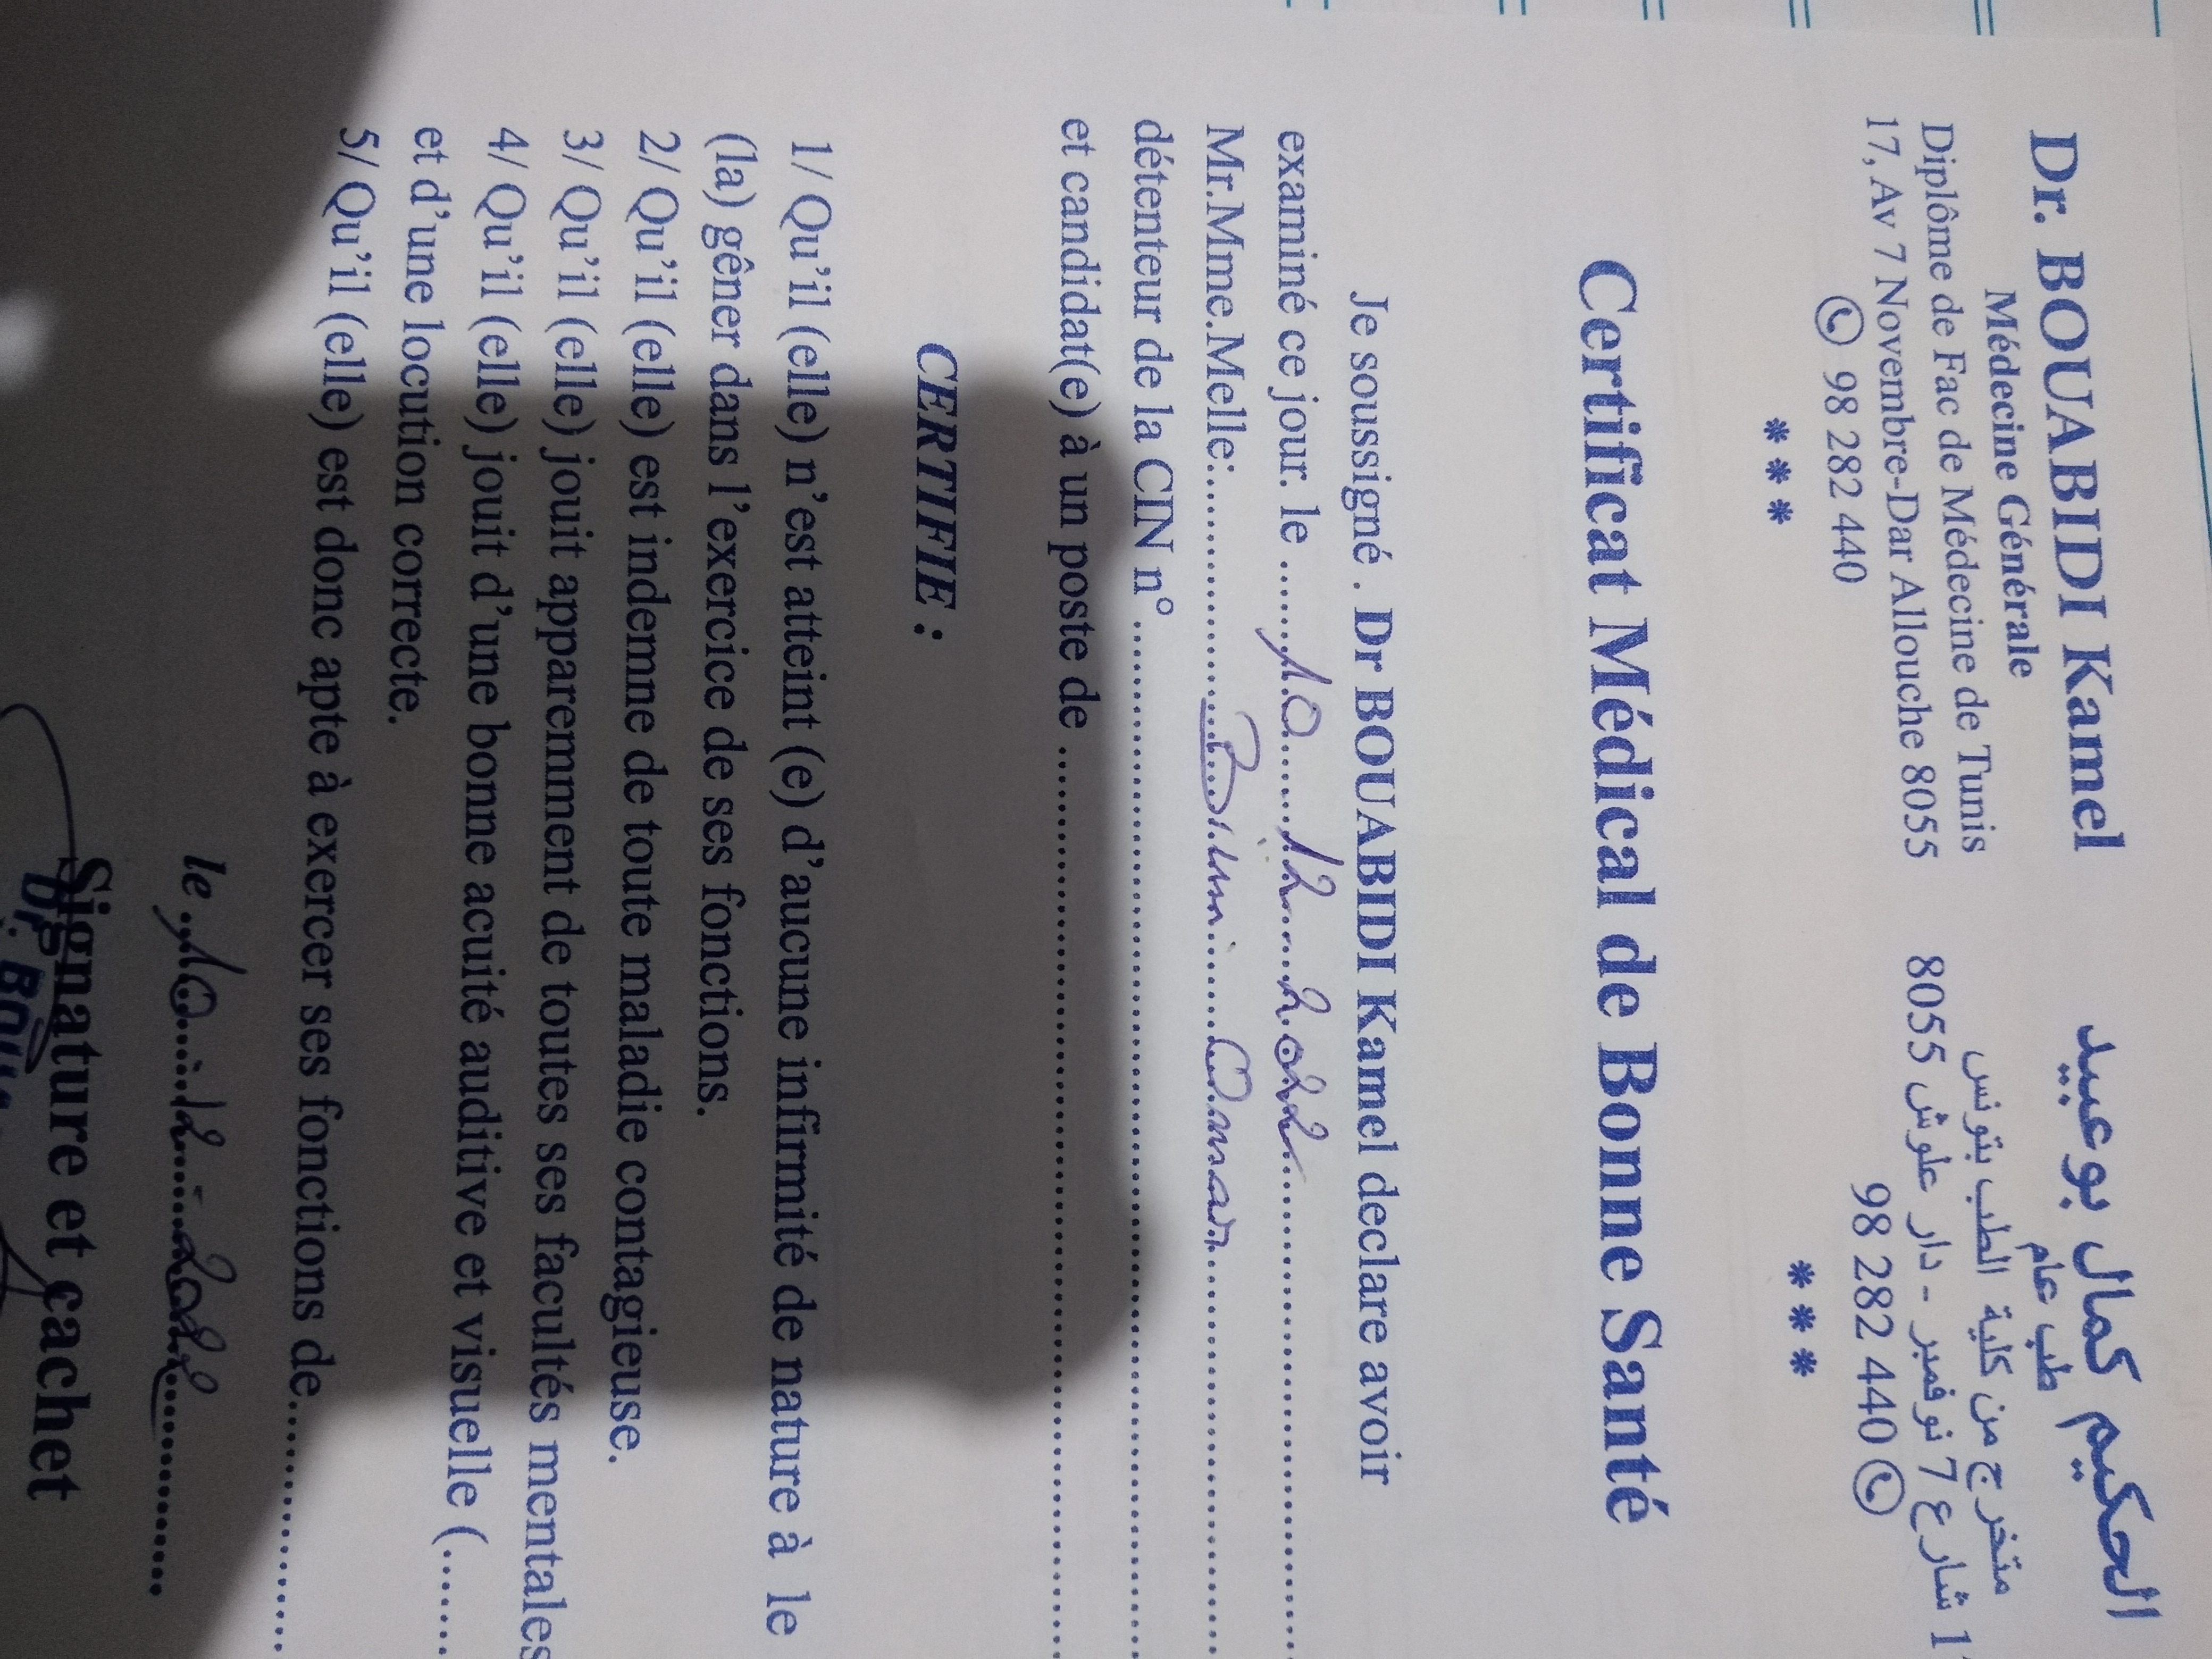 Dr. BOUABIDI Kamel
Médecine Générale
Diplôme de Fac de Médecine de Tunis
17, Av 7 Novembre-Dar Allouche 8055
98 282 440
***
الحكيم كمال بوعبيد
طب عام
متخرج من كلية الطب بتونس
شارع 7 نوفمبر - دار علوش 8055
98 282 440
***
Certificat Médical de Bonne Santé
Je soussigné . Dr BOUABIDI Kamel declare avoir
examiné ce jour. le 10 12 2022
Mr.Mme.Melle: Omar
détenteur de la CIN n°
et candidat(e) à un poste de
CERTIFIE :
1/ Qu'il (elle) n'est atteint (e) d'aucune infirmité de nature à le
(la) gêner dans l'exercice de ses fonctions.
2/ Qu'il (elle) est indemne de toute maladie contagieuse.
3/ Qu'il (elle) jouit apparemment de toutes ses facultés mentales
4/ Qu'il (elle) jouit d'une bonne acuité auditive et visuelle (.......
et d'une locution correcte.
5/ Qu'il (elle) est donc apte à exercer ses fonctions de
le 10 12 2022
Signature et cachet
Dr. BOU